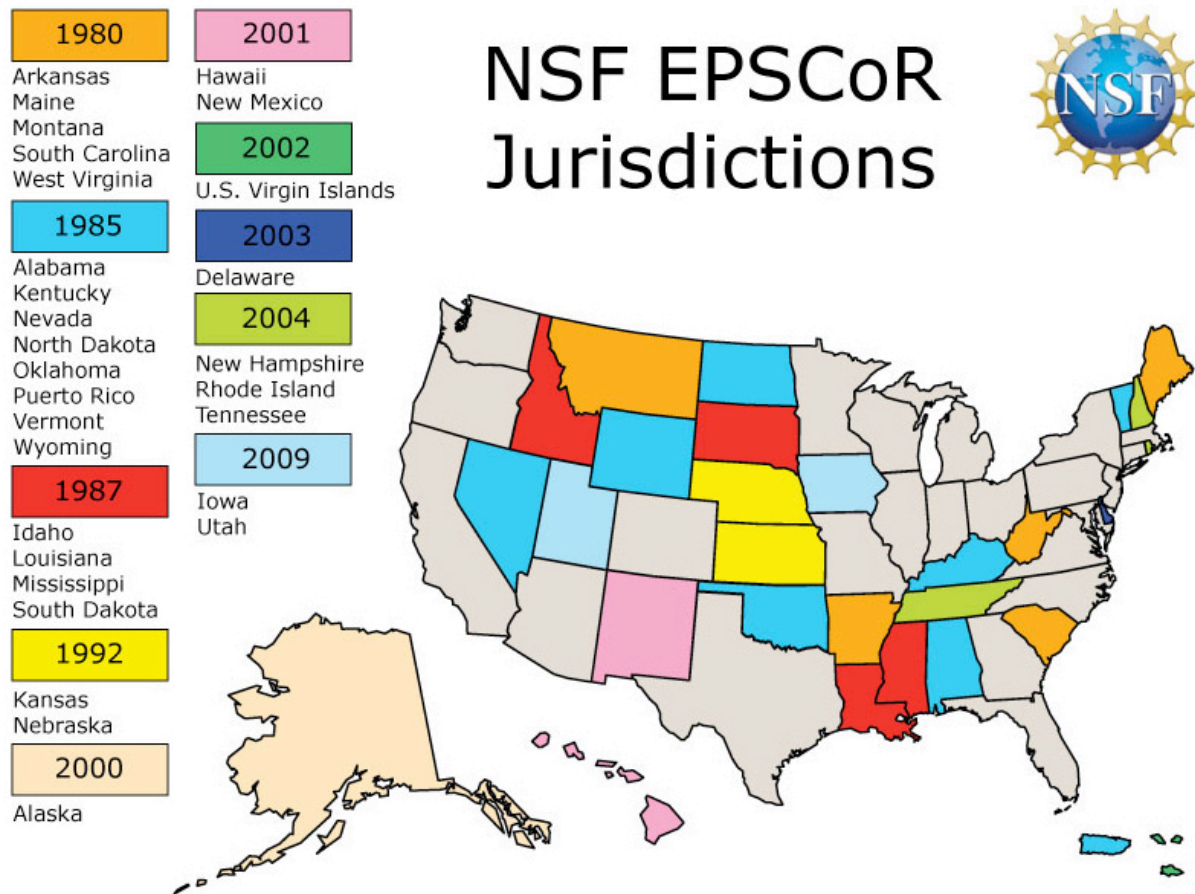 1980
Arkansas
Maine
Montana
South Carolina
West Virginia
1985
Alabama
Kentucky
Nevada
North Dakota
Oklahoma
Puerto Rico
Vermont
Wyoming
1987
Idaho
Louisiana
Mississippi
South Dakota
1992
Kansas
Nebraska
2000
Alaska
2001
Hawaii
New Mexico
2002
U.S. Virgin Islands
2003
Delaware
2004
New Hampshire
Rhode Island
Tennessee
2009
Iowa
Utah
NSF EPSCoR
Jurisdictions
NSF